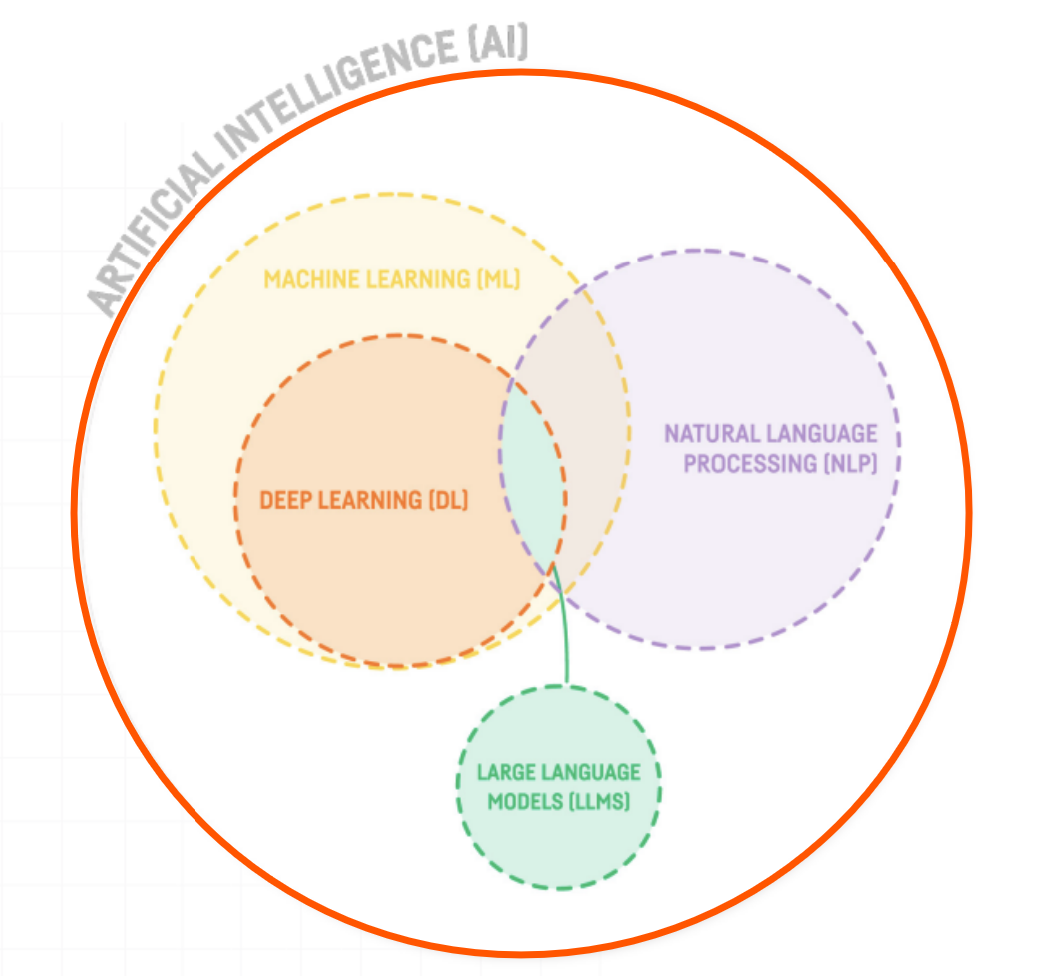 ARTIFICIAL INTELLIGENCE (AI)
MACHINE LEARNING (ML)
NATURAL LANGUAGE
PROCESSING (NLP)
DEEP LEARNING (DL)
LARGE LANGUAGE
MODELS (LLMS)